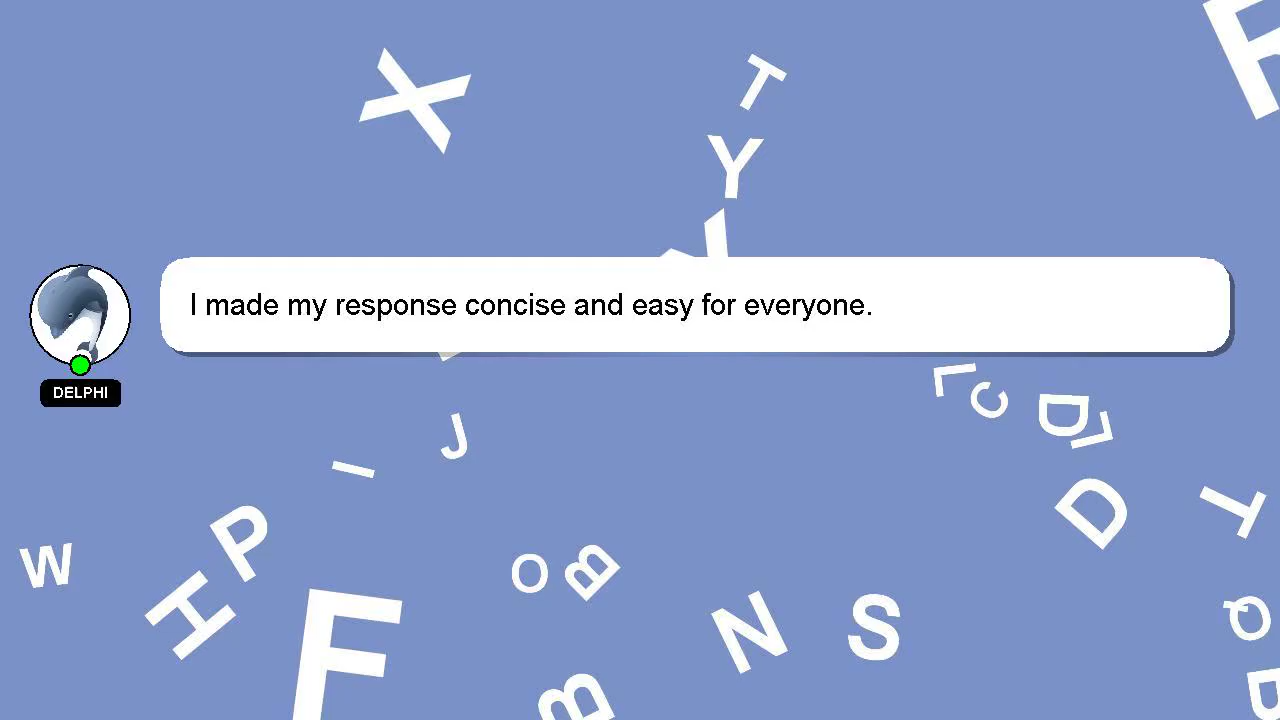 X
T
Y
I made my response concise and easy for everyone.
DELPHI
L
C
D
L
J
I
D
T
P
W
H
O
B
F
N
S
Q
B